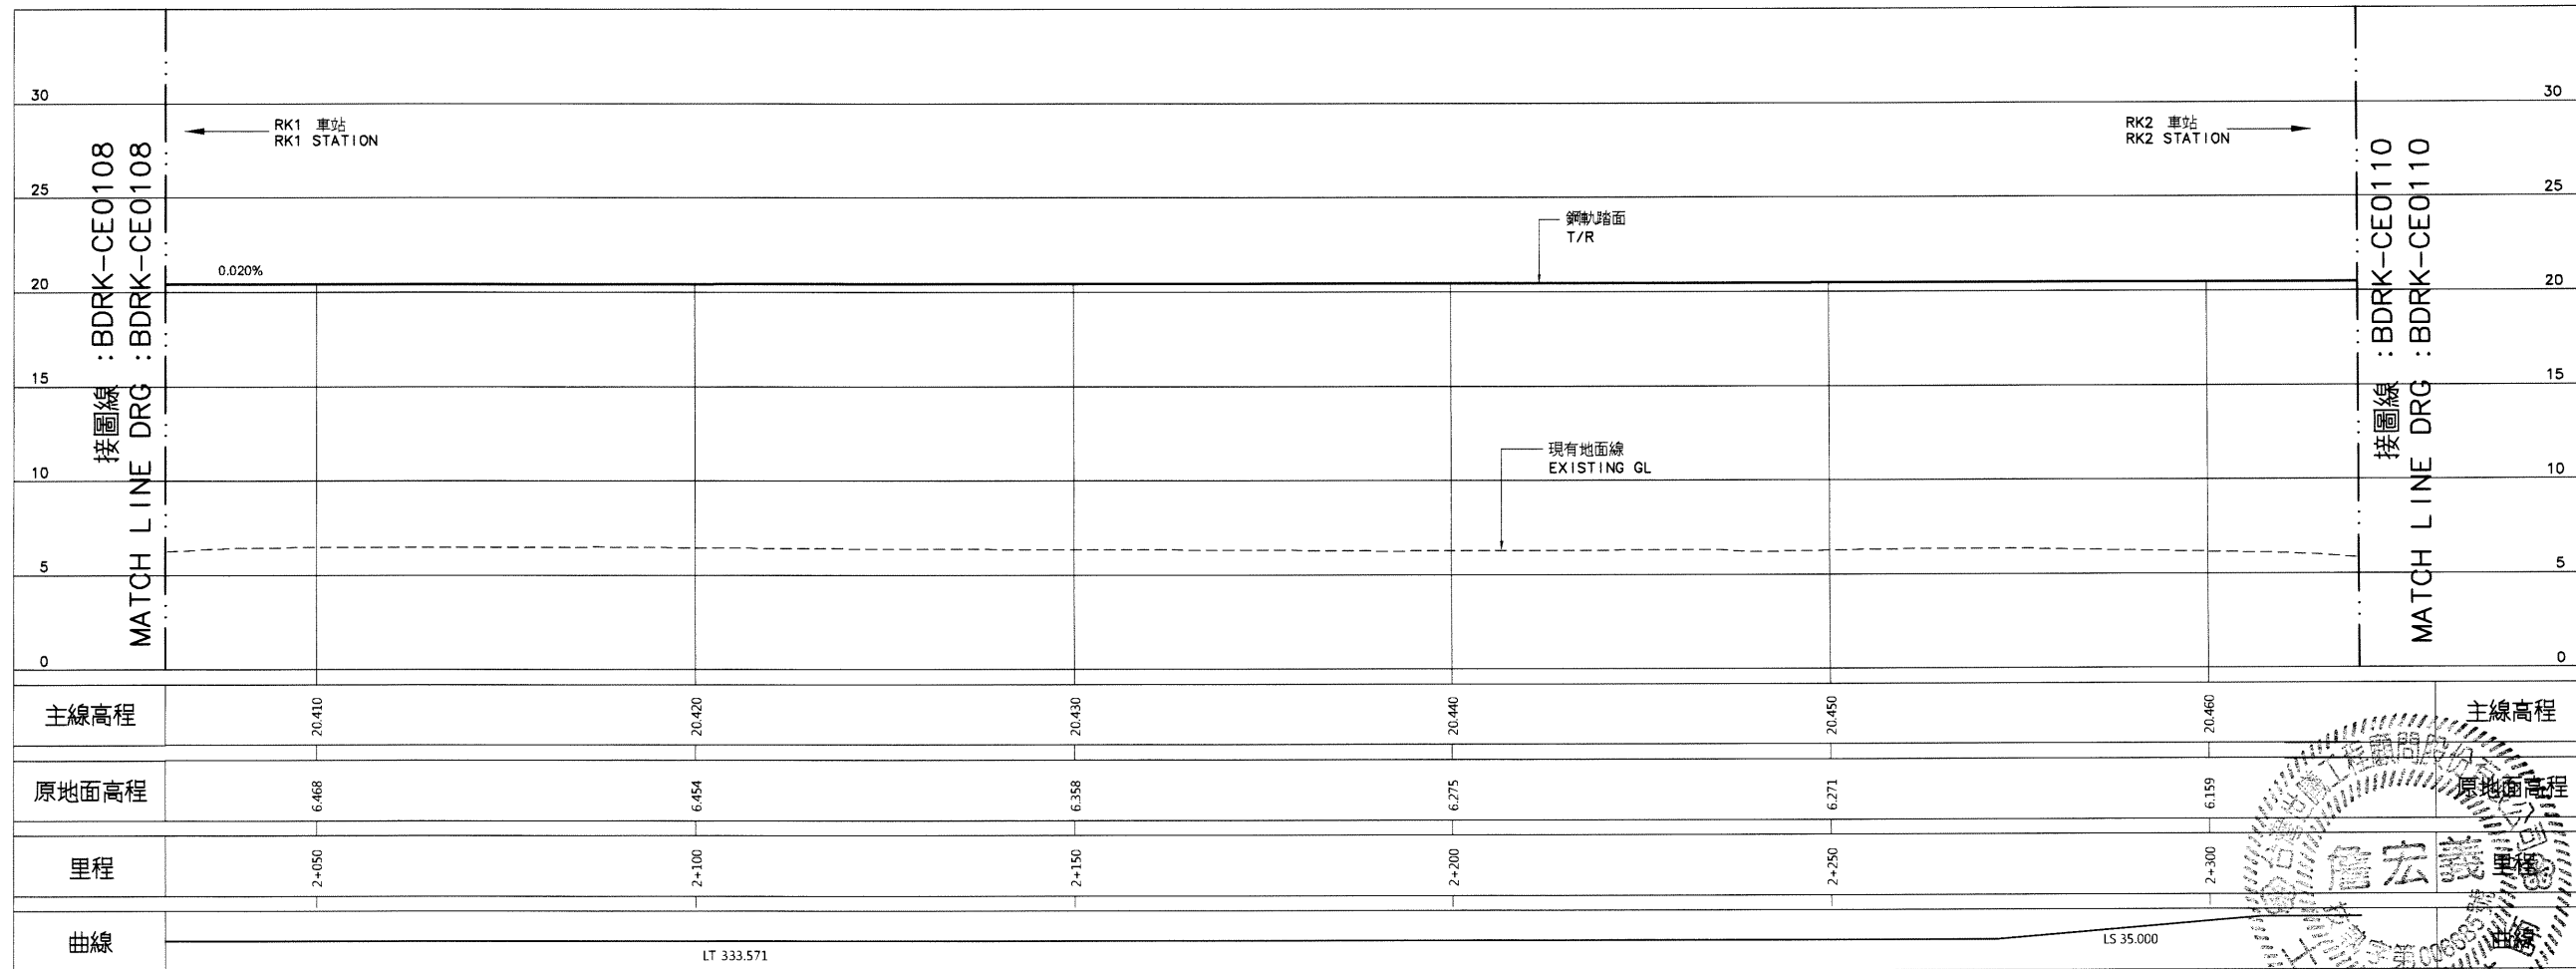 30
25
20
15
10
5
0
接圖線 :BDRK-CE0108
MATCH LINE DRG :BDRK-CE0108
RK1 車站
RK1 STATION
0.020%
鋼軌踏面
T/R
現有地面線
EXISTING GL
RK2 車站
RK2 STATION
接圖線 :BDRK-CE0110
MATCH LINE DRG :BDRK-CE0110
30
25
20
15
10
5
0
主線高程 20.410 20.420 20.430 20.440 20.450 20.460 主線高程
原地面高程 6.468 6.454 6.358 6.275 6.271 6.159 原地面高程
里程 2+050 2+100 2+150 2+200 2+250 2+300 里程
曲線 LT 333.571 LS 35.000 曲線
詹宏義